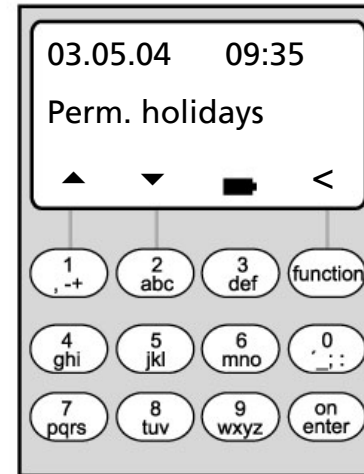 03.05.04 09:35
Perm. holidays
<
1 2 3 function
, -+ abc def
4 5 6 0
ghi jkl mno ´_; :
7 8 9 on
pqrs tuv wxyz enter